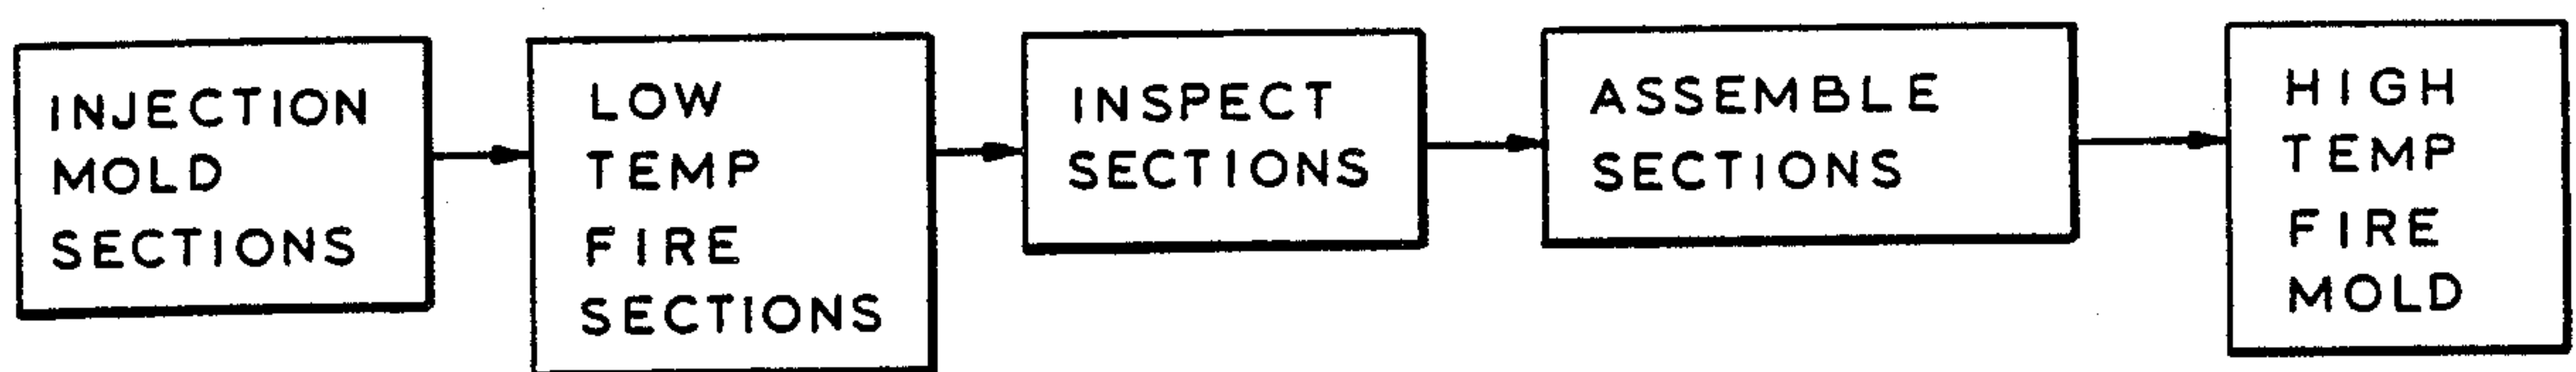 INJECTION
MOLD
SECTIONS
LOW
TEMP
FIRE
SECTIONS
INSPECT
SECTIONS
ASSEMBLE
SECTIONS
HIGH
TEMP
FIRE
MOLD